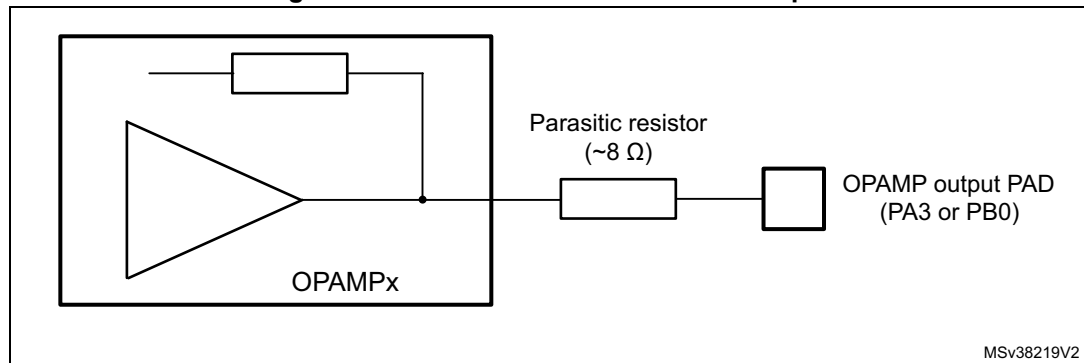 Parasitic resistor
(~8 Ω)
OPAMP output PAD
(PA3 or PB0)
OPAMPx
MSv38219V2